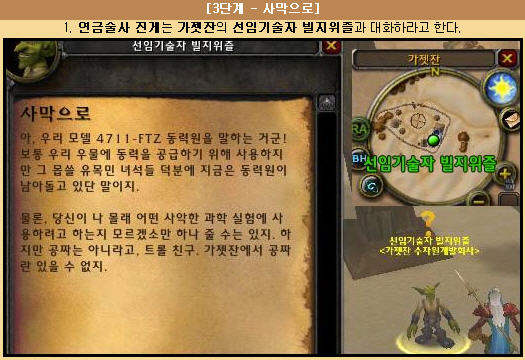 [3단계 - 사막으로]
1. 연금술사 진게는 가젯잔의 선임기술자 빌지위즐과 대화하라고 한다.
선임기술자 빌지위즐
사막으로
아, 우리 모델 4711-FTZ 동력원을 말하는 거군!
보통 우리 우물에 동력을 공급하기 위해 사용하지
만 그 몹쓸 유목민 녀석들 덕분에 지금은 동력원이
남아돌고 있단 말이지.
물론, 당신이 나 몰래 어떤 사악한 과학 실험에 사
용하려고 하는지 모르겠소만 하나 줄 수는 있지. 하
지만 공짜는 아니라고, 트롤 친구. 가젯잔에서 공짜
란 있을 수 없지.
가젯잔
N
RA
BH
선임기술자 빌지위즐
선임기술자 빌지위즐
<가젯잔 수자원개발회사>